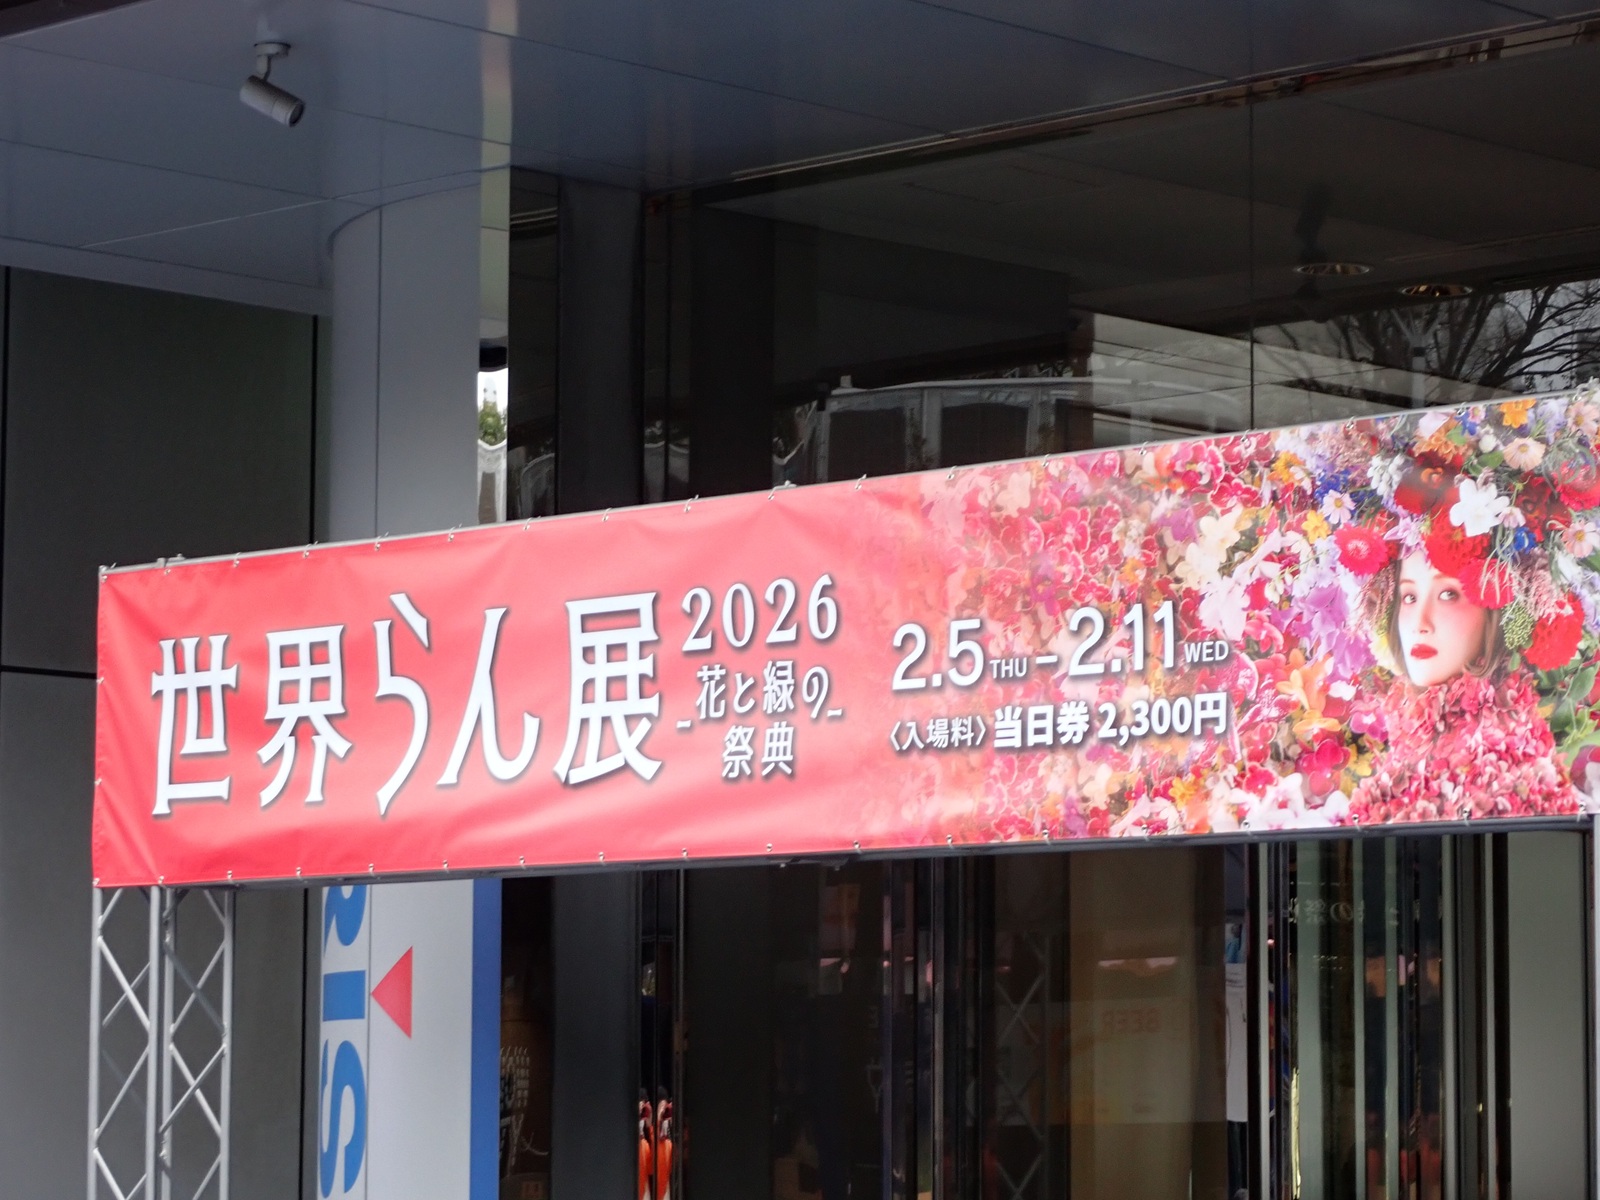 世界らん展
2026
-花と緑の-
祭典
2.5 THU – 2.11 WED
〈入場料〉当日券 2,300円